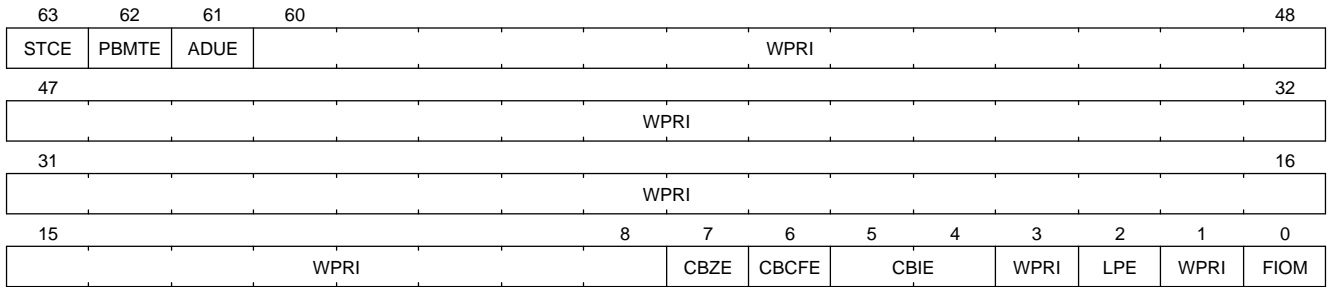 63 62 61 60 48
STCE PBMTE ADUE WPRI
47 32
WPRI
31 16
WPRI
15 8 7 6 5 4 3 2 1 0
WPRI CBZE CBCFE CBIE WPRI LPE WPRI FIOM